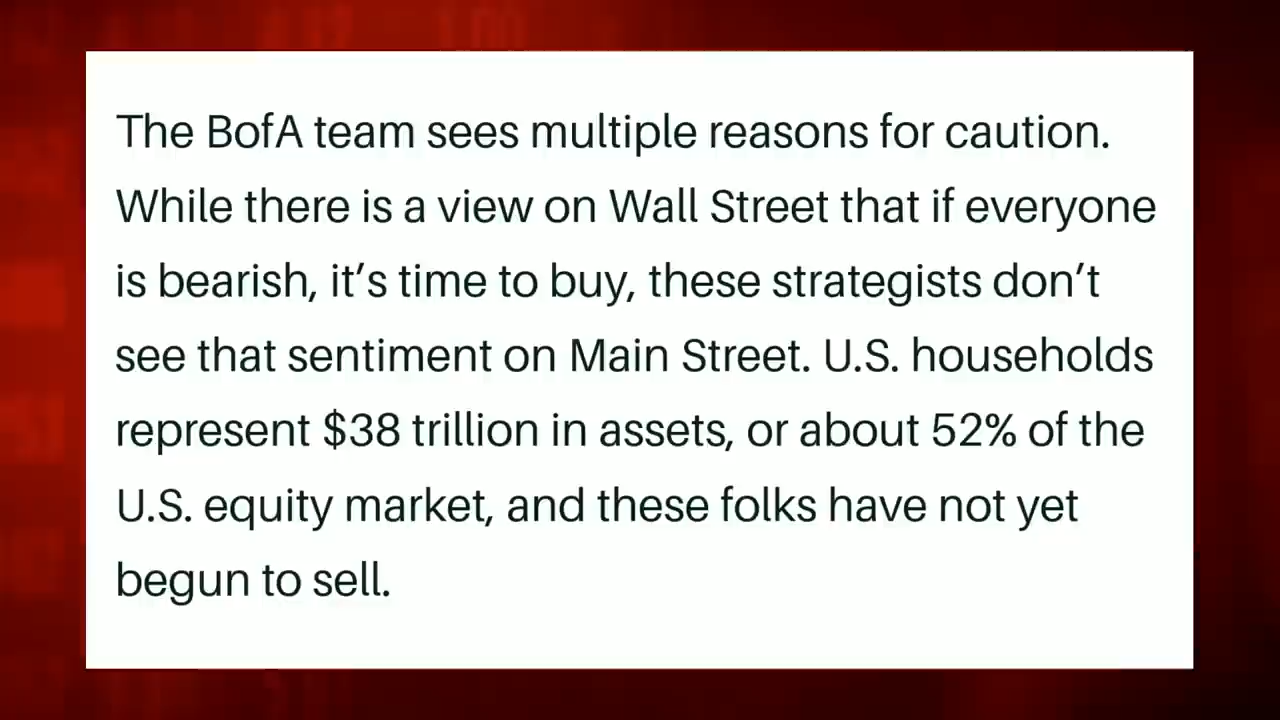 The BofA team sees multiple reasons for caution.
While there is a view on Wall Street that if everyone
is bearish, it’s time to buy, these strategists don’t
see that sentiment on Main Street. U.S. households
represent $38 trillion in assets, or about 52% of the
U.S. equity market, and these folks have not yet
begun to sell.